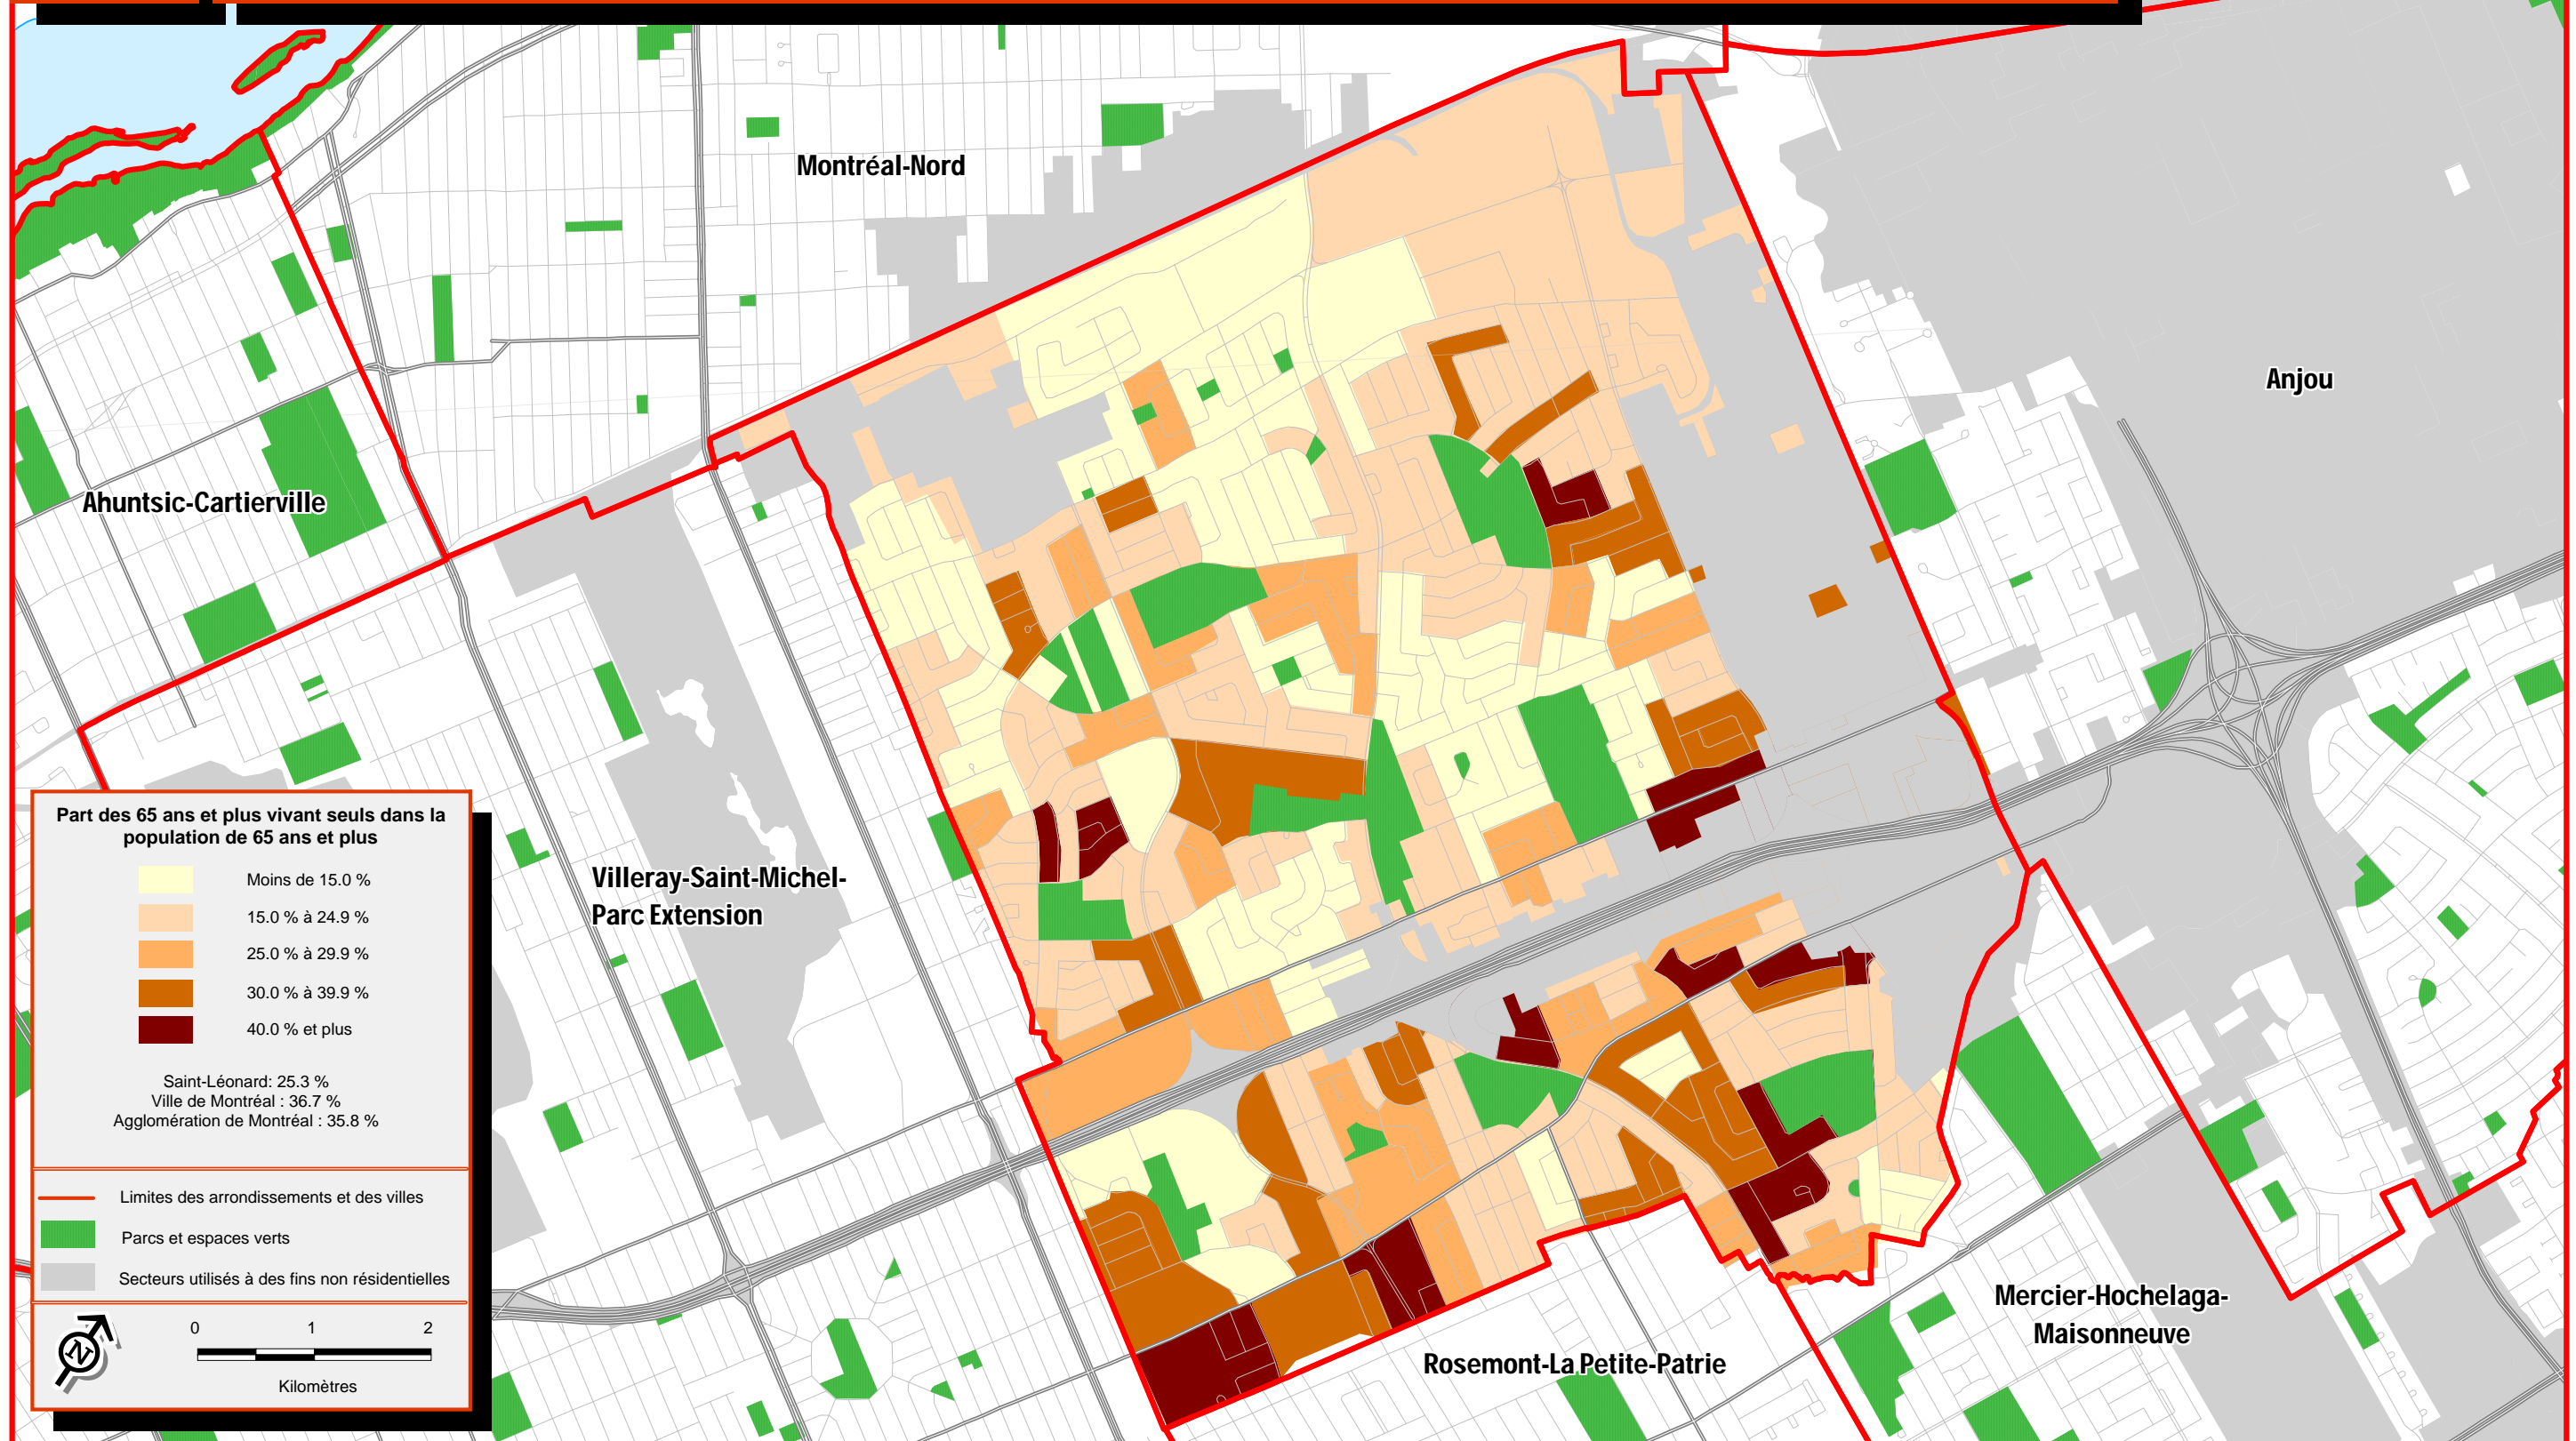 Montréal-Nord
Anjou
Ahuntsic-Cartierville
Villeray-Saint-Michel-
Parc Extension
Part des 65 ans et plus vivant seuls dans la
population de 65 ans et plus
Moins de 15.0 %
15.0 % à 24.9 %
25.0 % à 29.9 %
30.0 % à 39.9 %
40.0 % et plus
Saint-Léonard: 25.3 %
Ville de Montréal : 36.7 %
Agglomération de Montréal : 35.8 %
Limites des arrondissements et des villes
Parcs et espaces verts
Secteurs utilisés à des fins non résidentielles
N
0 1 2
Kilomètres
Mercier-Hochelaga-
Maisonneuve
Rosemont-La Petite-Patrie